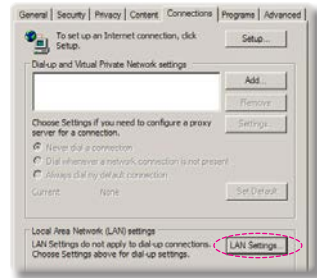 General Security Privacy Content Connections Programs Advanced
To set up an Internet connection, click
Setup.
Setup...
Dial-up and Virtual Private Network settings
Add...
Remove
Choose Settings if you need to configure a proxy
server for a connection.
Settings...
Never dial a connection
Dial whenever a network connection is not present
Always dial my default connection
Current None
Set Default
Local Area Network (LAN) settings
LAN Settings do not apply to dial-up connections.
Choose Settings above for dial-up settings.
LAN Settings...